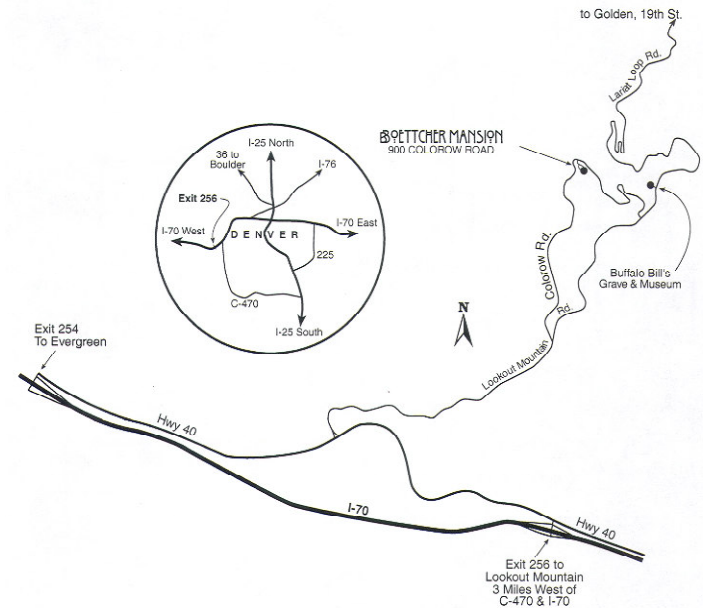 to Golden, 19th St.
Lariat Loop Rd.
BOETTCHER MANSION
900 COLOROW ROAD
I-25 North
36 to
Boulder
I-76
Exit 256
I-70 West
DENVER
I-70 East
225
C-470
I-25 South
Colorow Rd.
Buffalo Bill's
Grave & Museum
N
Lookout Mountain Rd.
Exit 254
To Evergreen
Hwy 40
I-70
Hwy 40
Exit 256 to
Lookout Mountain
3 Miles West of
C-470 & I-70